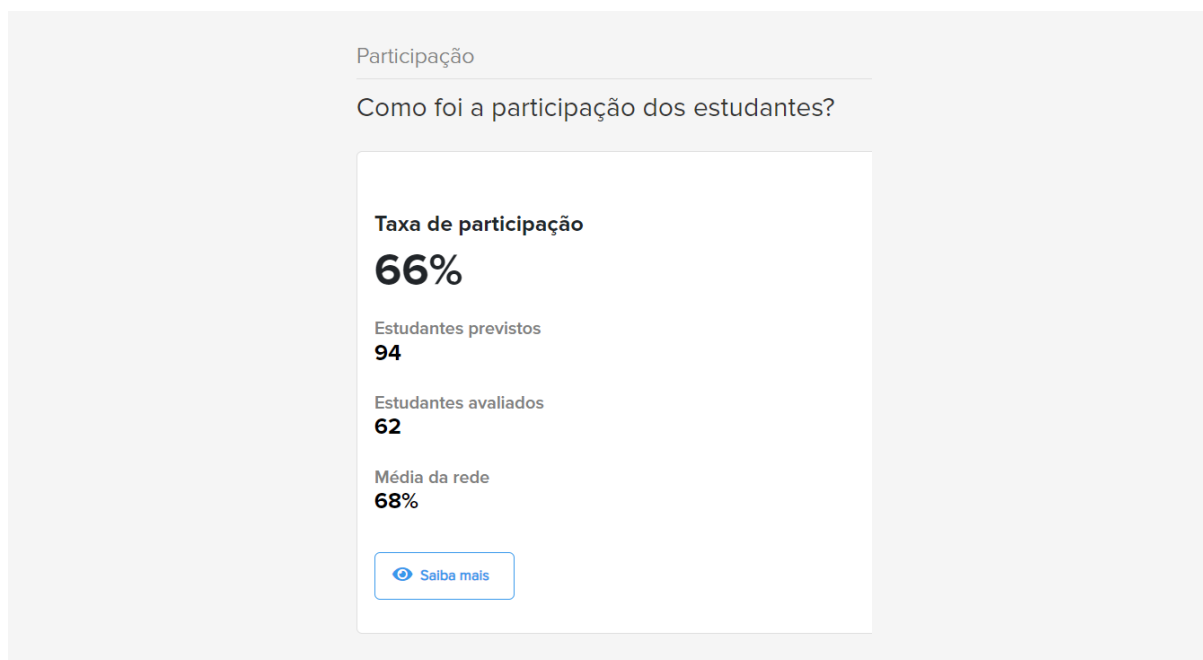 Participação
Como foi a participação dos estudantes?
Taxa de participação
66%
Estudantes previstos
94
Estudantes avaliados
62
Média da rede
68%
Saiba mais